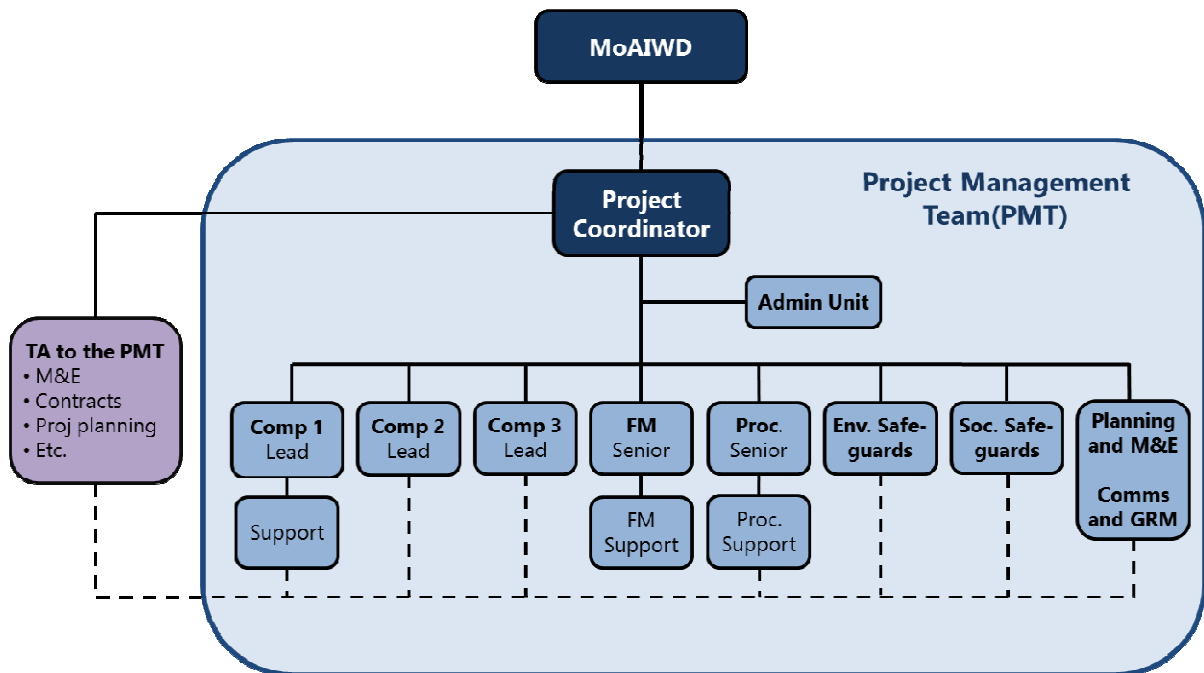 MoAIWD
Project Management
Team(PMT)
Project
Coordinator
Admin Unit
TA to the PMT
• M&E
• Contracts
• Proj planning
• Etc.
Comp 1
Lead
Comp 2
Lead
Comp 3
Lead
FM
Senior
Proc.
Senior
Env. Safe-
guards
Soc. Safe-
guards
Planning
and M&E
Comms
and GRM
Support
FM
Support
Proc.
Support